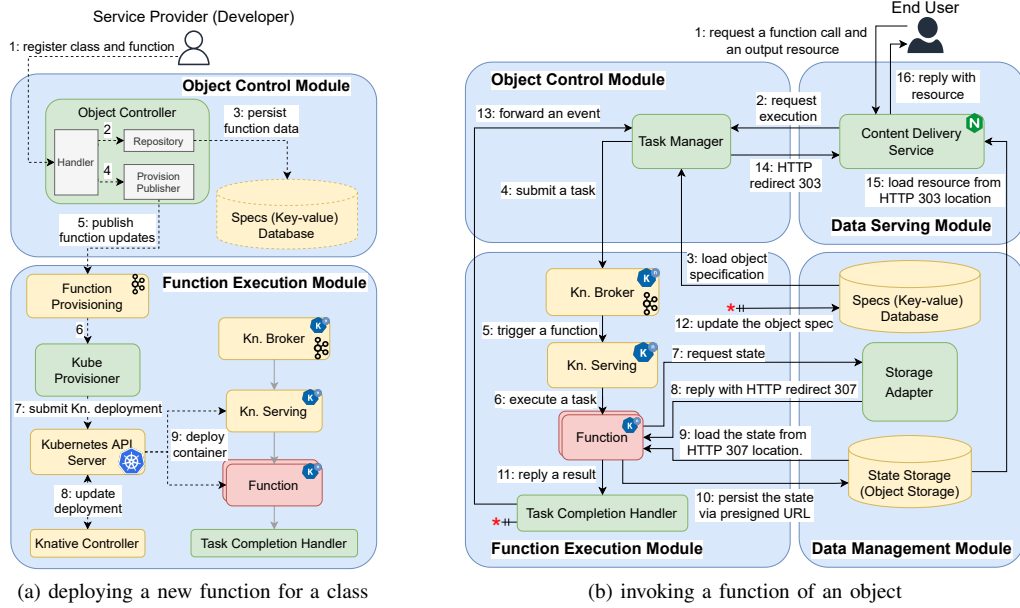 Service Provider (Developer)
1: register class and function
Object Control Module
Object Controller
2
Repository
Handler
4
Provision
Publisher
3: persist
function data
5: publish
function updates
Specs (Key-value)
Database
Function Execution Module
Function
Provisioning
6
Kube
Provisioner
7: submit Kn. deployment
Kubernetes API
Server
8: update
deployment
Knative Controller
9: deploy
container
Kn. Broker
Kn. Serving
Function
Task Completion Handler
(a) deploying a new function for a class
End User
1: request a function call and
an output resource
Object Control Module
13: forward an event
2: request
execution
16: reply with
resource
Task Manager
Content Delivery
Service
4: submit a task
14: HTTP
redirect 303
15: load resource from
HTTP 303 location
Data Serving Module
3: load object
specification
Kn. Broker
Specs (Key-value)
Database
12: update the object spec
5: trigger a function
7: request state
Kn. Serving
Storage
Adapter
8: reply with HTTP redirect 307
6: execute a task
Function
9: load the state from
HTTP 307 location.
11: reply a result
State Storage
(Object Storage)
10: persist the state
via presigned URL
Task Completion Handler
Function Execution Module
Data Management Module
(b) invoking a function of an object